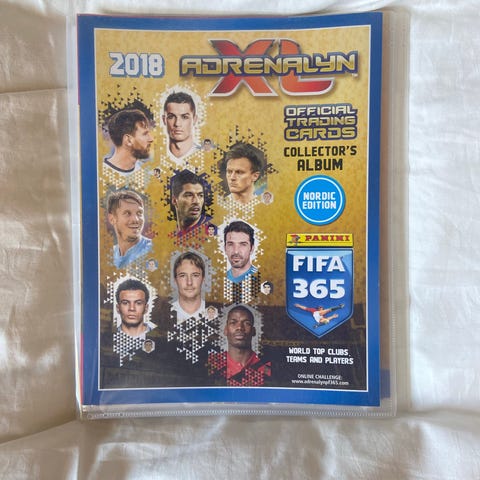 2018
ADRENALYN
XL
OFFICIAL
TRADING
CARDS
COLLECTOR'S
ALBUM
NORDIC
EDITION
PANINI
FIFA
365
WORLD TOP CLUBS,
TEAMS AND PLAYERS
ONLINE CHALLENGE:
www.adrenalynfif365.com